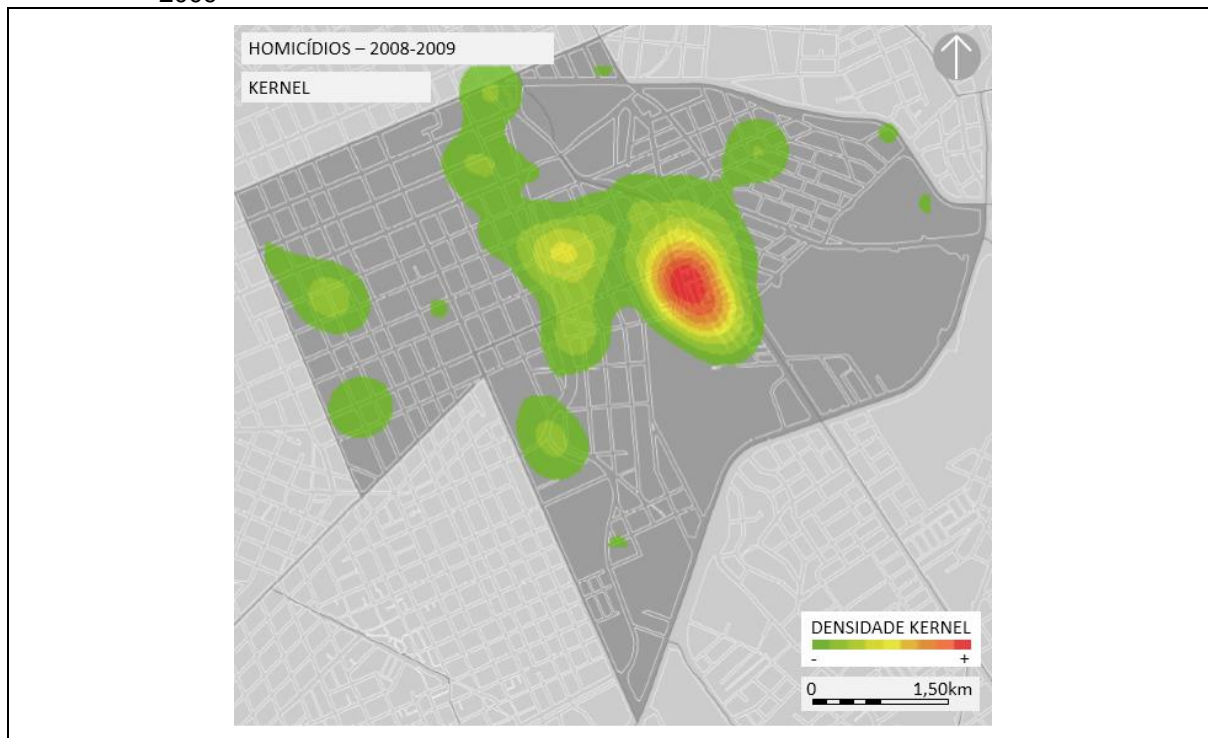 HOMICÍDIOS – 2008-2009
KERNEL
DENSIDADE KERNEL
- +
0 1,50km